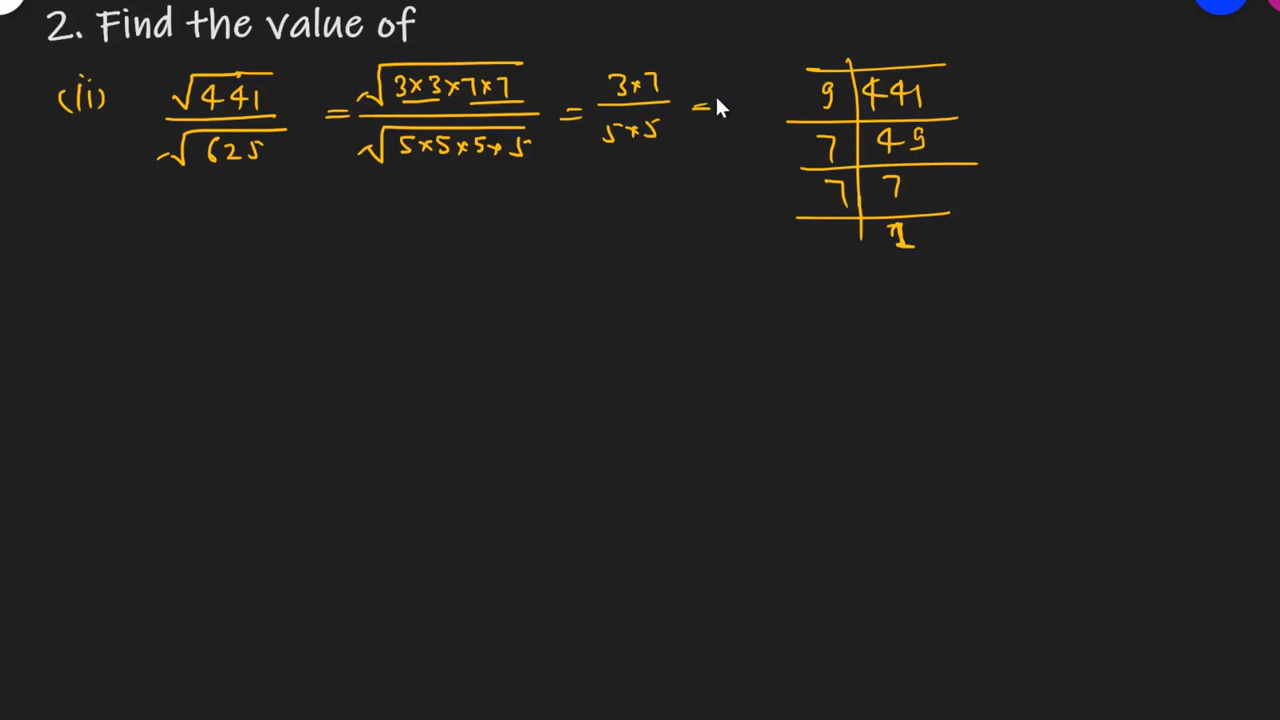 2. Find the value of
(ii) √441 / √625 = √3×3×7×7 / √5×5×5×5 = 3×7 / 5×5 =
9 | 441
7 | 49
7 | 7
1